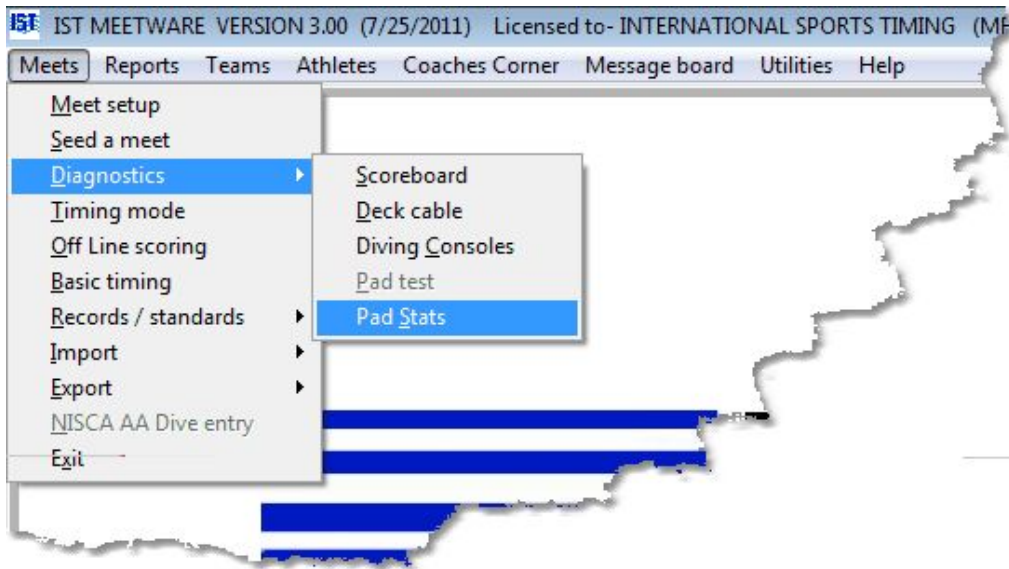 IST IST MEETWARE VERSION 3.00 (7/25/2011) Licensed to- INTERNATIONAL SPORTS TIMING
Meets Reports Teams Athletes Coaches Corner Message board Utilities Help
Meet setup
Seed a meet
Diagnostics
Timing mode
Off Line scoring
Basic timing
Records / standards
Import
Export
NISCA AA Dive entry
Exit
Scoreboard
Deck cable
Diving Consoles
Pad test
Pad Stats